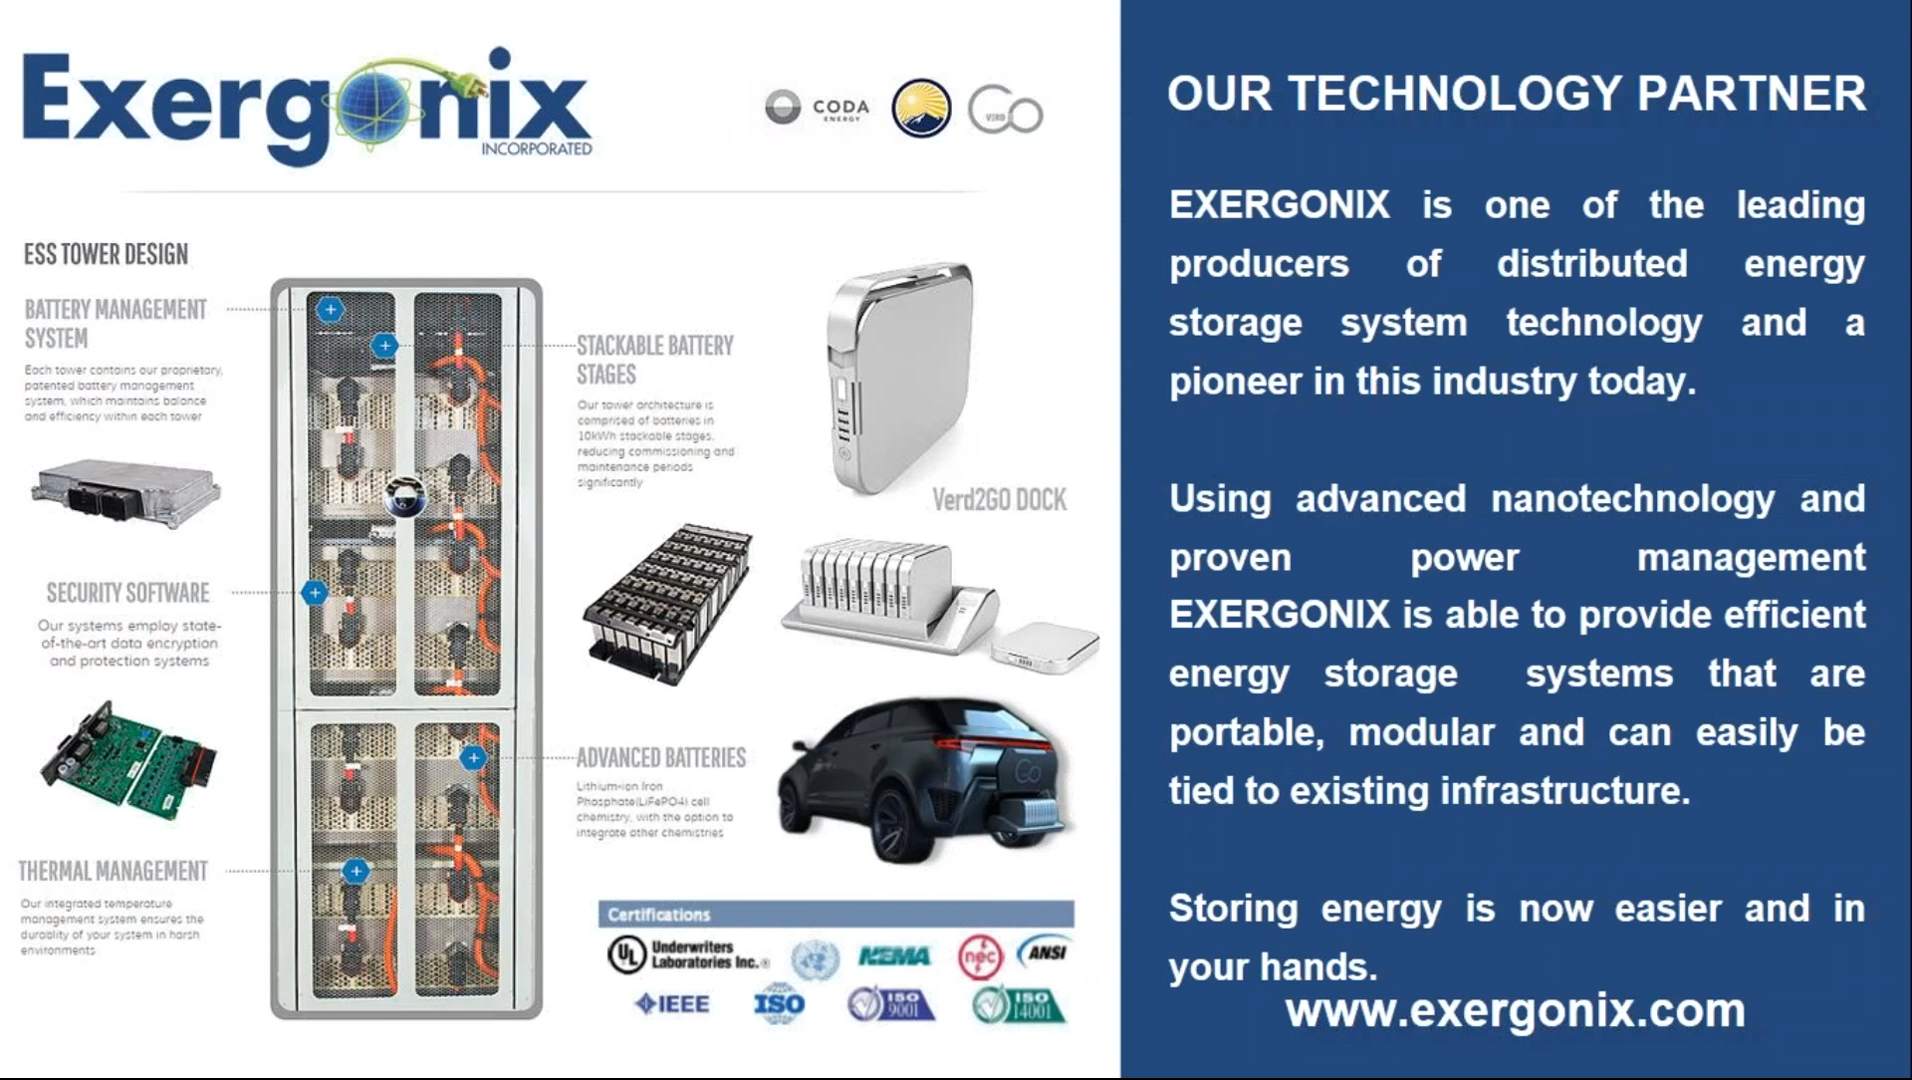 Exergonix
INCORPORATED
CODA
ENERGY
VERD
GO
ESS TOWER DESIGN
BATTERY MANAGEMENT
SYSTEM
Each tower contains our proprietary,
patented battery management
system, which maintains balance
and efficiency within each tower
SECURITY SOFTWARE
Our systems employ state-
of-the-art data encryption
and protection systems
THERMAL MANAGEMENT
Our integrated temperature
management system ensures the
durablity of your system in harsh
environments
STACKABLE BATTERY
STAGES
Our tower architecture is
comprised of batteries in
10kWh stackable stages,
reducing commissioning and
maintenance periods
significantly
Verd2GO DOCK
ADVANCED BATTERIES
Lithium-ion Iron
Phosphate(LiFePO4) cell
chemistry, with the option to
integrate other chemistries
GO
Certifications
UL
Underwriters
Laboratories Inc.®
NEMA
nec
ANSI
IEEE
ISO
ISO
9001
ISO
14001
OUR TECHNOLOGY PARTNER
EXERGONIX is one of the leading
producers of distributed energy
storage system technology and a
pioneer in this industry today.
Using advanced nanotechnology and
proven power management
EXERGONIX is able to provide efficient
energy storage systems that are
portable, modular and can easily be
tied to existing infrastructure.
Storing energy is now easier and in
your hands.
www.exergonix.com